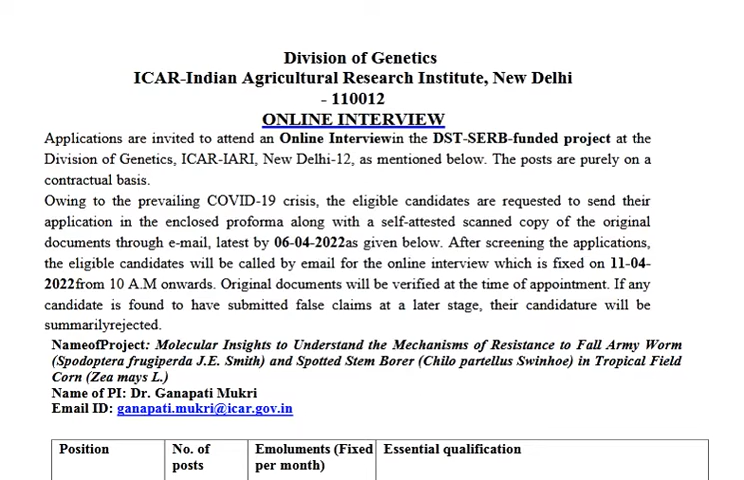 Division of Genetics
ICAR-Indian Agricultural Research Institute, New Delhi
- 110012
ONLINE INTERVIEW
Applications are invited to attend an Online Interviewin the DST-SERB-funded project at the
Division of Genetics, ICAR-IARI, New Delhi-12, as mentioned below. The posts are purely on a
contractual basis.
Owing to the prevailing COVID-19 crisis, the eligible candidates are requested to send their
application in the enclosed proforma along with a self-attested scanned copy of the original
documents through e-mail, latest by 06-04-2022as given below. After screening the applications,
the eligible candidates will be called by email for the online interview which is fixed on 11-04-
2022from 10 A.M onwards. Original documents will be verified at the time of appointment. If any
candidate is found to have submitted false claims at a later stage, their candidature will be
summarilyrejected.
NameofProject: Molecular Insights to Understand the Mechanisms of Resistance to Fall Army Worm
(Spodoptera frugiperda J.E. Smith) and Spotted Stem Borer (Chilo partellus Swinhoe) in Tropical Field
Corn (Zea mays L.)
Name of PI: Dr. Ganapati Mukri
Email ID: ganapati.mukri@icar.gov.in
Position No. of posts Emoluments (Fixed per month) Essential qualification